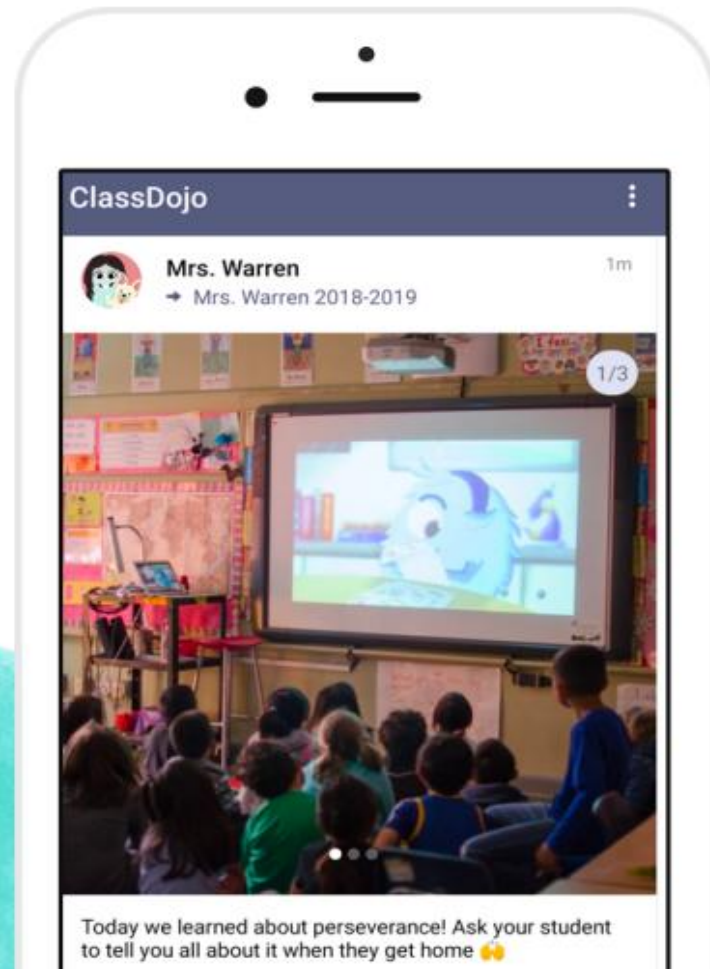 ClassDojo
Mrs. Warren
1m
→ Mrs. Warren 2018-2019
1/3
Today we learned about perseverance! Ask your student
to tell you all about it when they get home 🙌